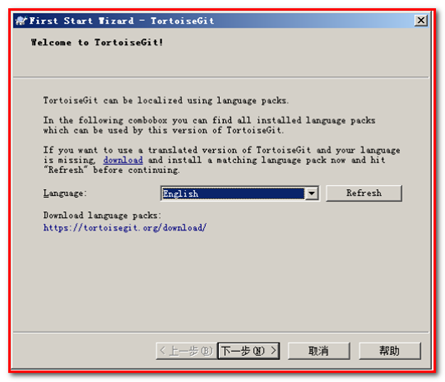 First Start Wizard - TortoiseGit
Welcome to TortoiseGit!
TortoiseGit can be localized using language packs.
In the following combobox you can find all installed language packs
which can be used by this version of TortoiseGit.
If you want to use a translated version of TortoiseGit and your language
is missing, download and install a matching language pack now and hit
"Refresh" before continuing.
Language: English Refresh
Download language packs:
https://tortoisegit.org/download/
< 上一步(B) 下一步(N) > 取消 帮助